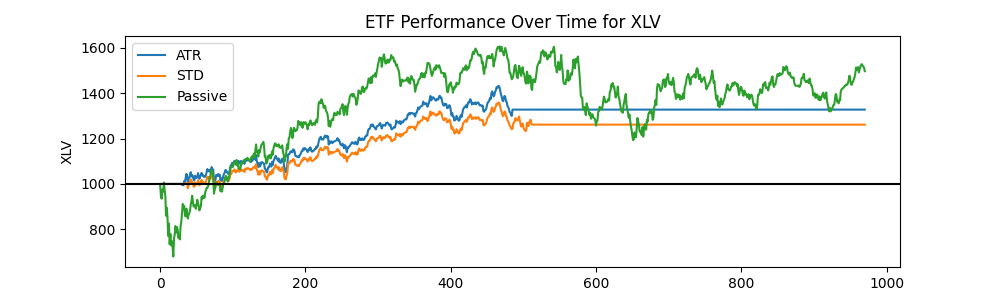 ETF Performance Over Time for XLV
ATR
STD
Passive
XLV
1600
1400
1200
1000
800
0 200 400 600 800 1000